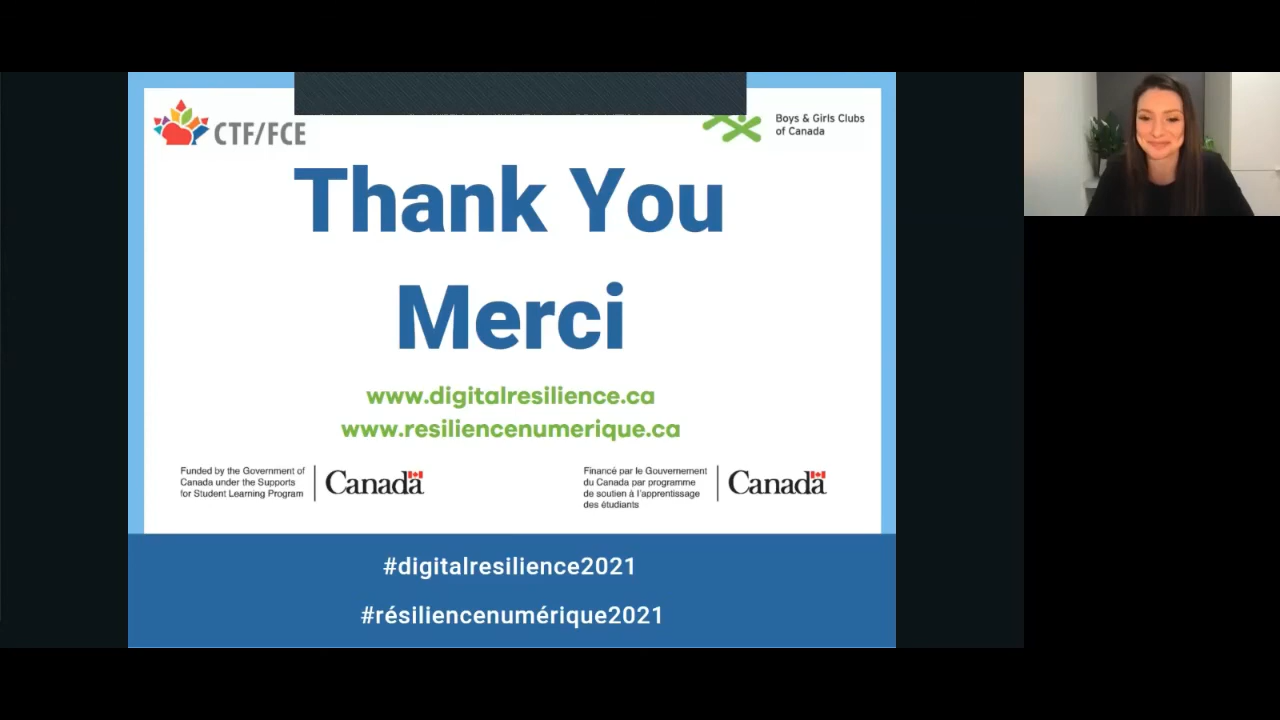 CTF/FCE
Boys & Girls Clubs
of Canada
Thank You
Merci
www.digitalresilience.ca
www.resiliencenumerique.ca
Funded by the Government of
Canada under the Supports
for Student Learning Program
Canada
Financé par le Gouvernement
du Canada par programme
de soutien à l'apprentissage
des étudiants
Canada
#digitalresilience2021
#résiliencenumérique2021